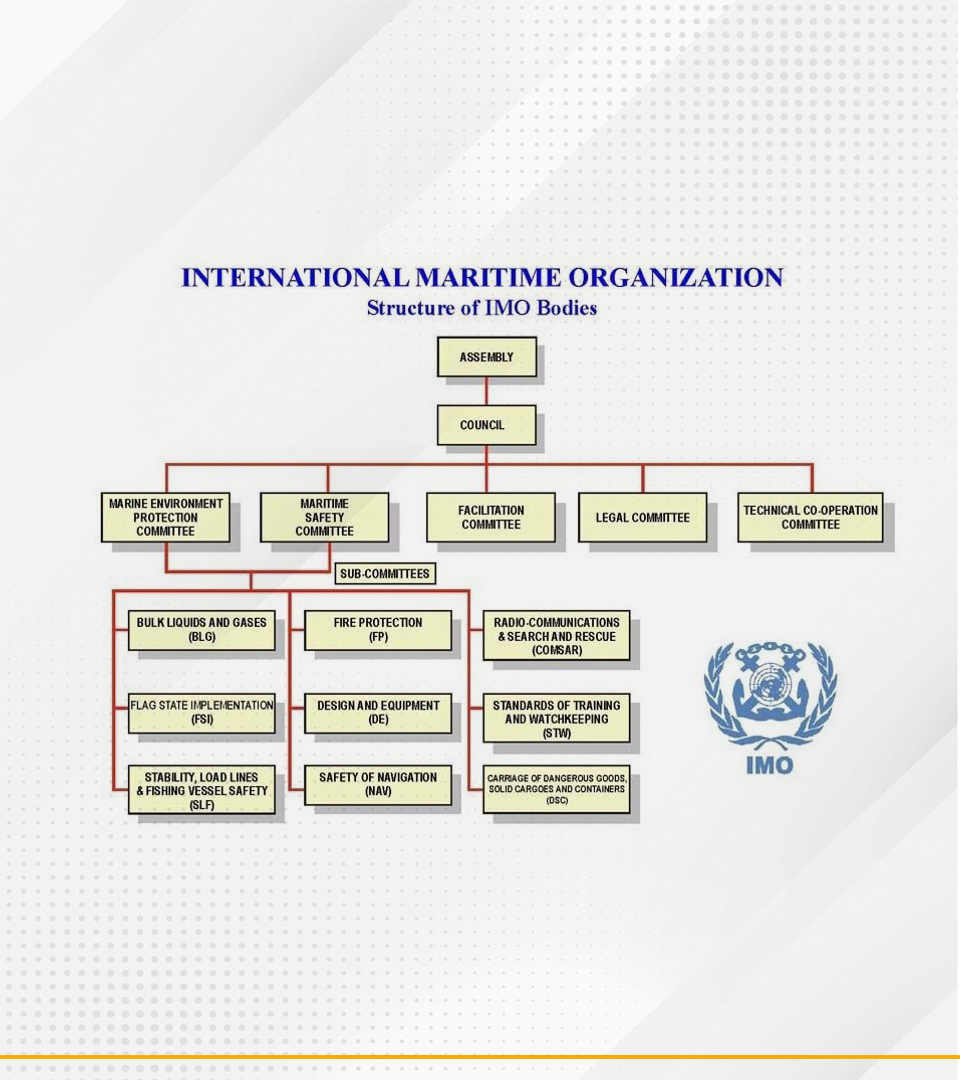 INTERNATIONAL MARITIME ORGANIZATION
Structure of IMO Bodies
ASSEMBLY
COUNCIL
MARINE ENVIRONMENT
PROTECTION
COMMITTEE
MARITIME
SAFETY
COMMITTEE
FACILITATION
COMMITTEE
LEGAL COMMITTEE
TECHNICAL CO-OPERATION
COMMITTEE
SUB-COMMITTEES
BULK LIQUIDS AND GASES
(BLG)
FIRE PROTECTION
(FP)
RADIO-COMMUNICATIONS
& SEARCH AND RESCUE
(COMSAR)
FLAG STATE IMPLEMENTATION
(FSI)
DESIGN AND EQUIPMENT
(DE)
STANDARDS OF TRAINING
AND WATCHKEEPING
(STW)
STABILITY, LOAD LINES
& FISHING VESSEL SAFETY
(SLF)
SAFETY OF NAVIGATION
(NAV)
CARRIAGE OF DANGEROUS GOODS,
SOLID CARGOES AND CONTAINERS
(DSC)
IMO